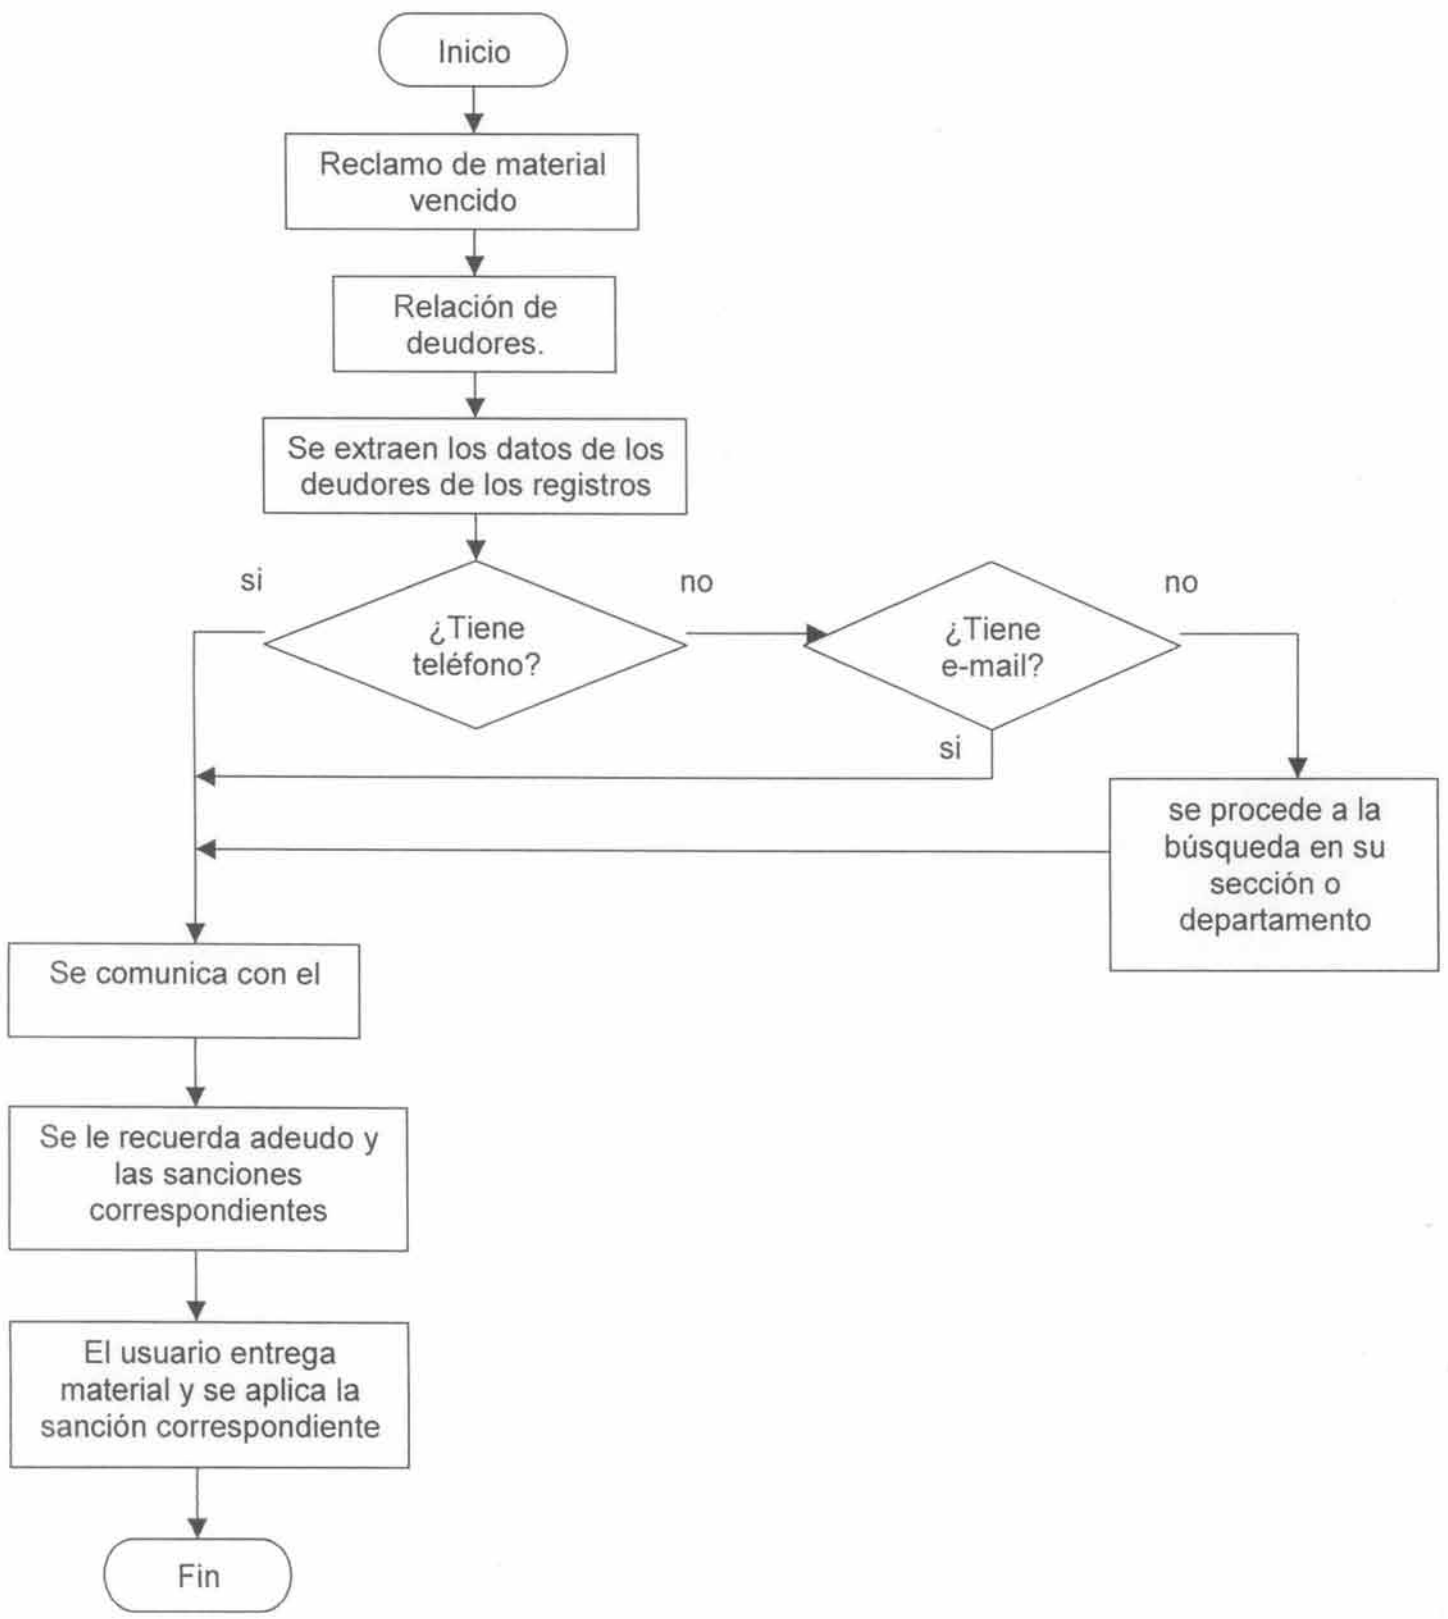 Inicio
Reclamo de material
vencido
Relación de
deudores.
Se extraen los datos de los
deudores de los registros
si
¿Tiene
teléfono?
no
¿Tiene
e-mail?
no
si
se procede a la
búsqueda en su
sección o
departamento
Se comunica con el
Se le recuerda adeudo y
las sanciones
correspondientes
El usuario entrega
material y se aplica la
sanción correspondiente
Fin